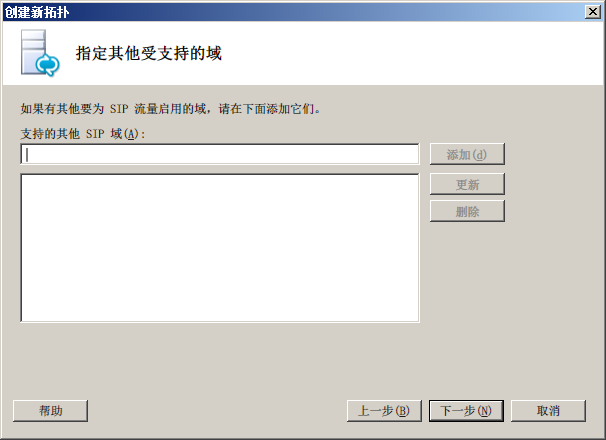 创建新拓扑
指定其他受支持的域
如果有其他要为 SIP 流量启用的域，请在下面添加它们。
支持的其他 SIP 域(A):
添加(d)
更新
删除
帮助
上一步(B)
下一步(N)
取消